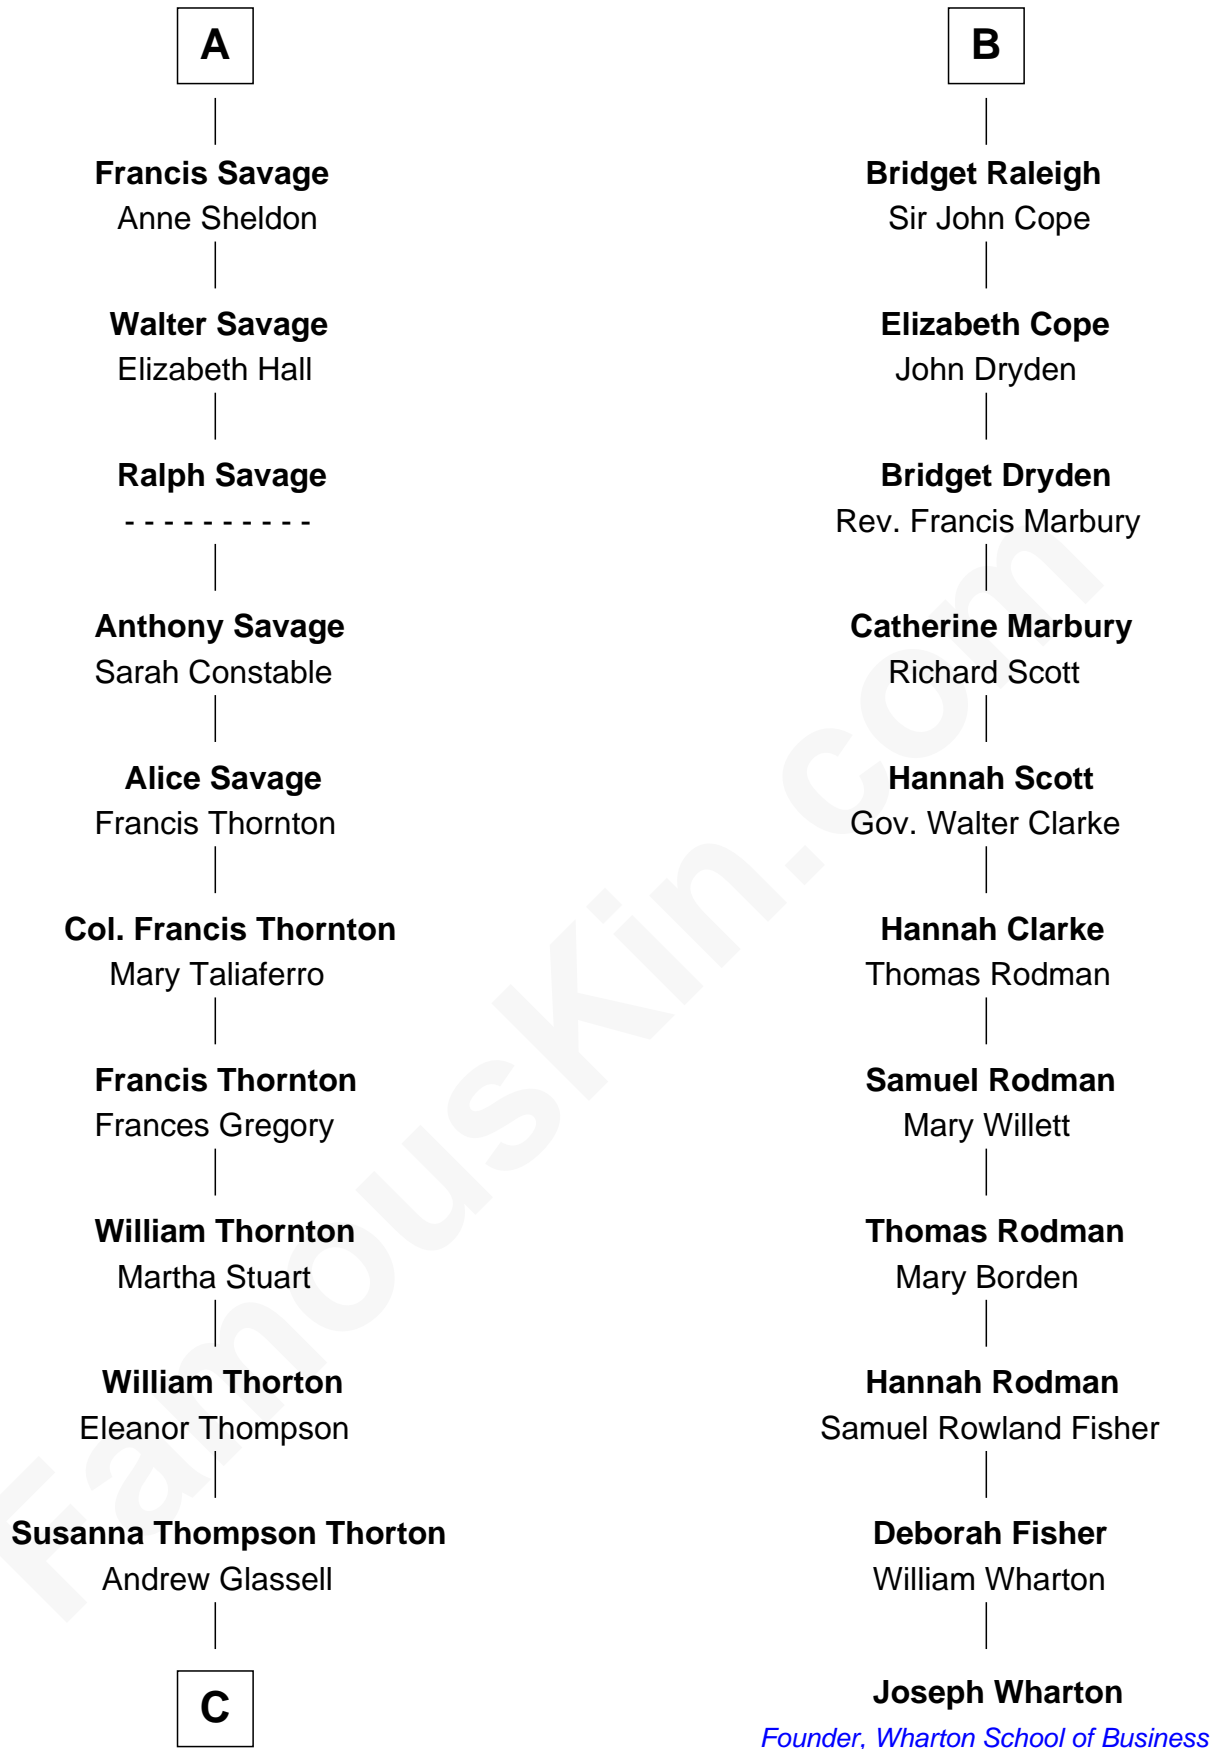 A
Francis Savage
Anne Sheldon
Walter Savage
Elizabeth Hall
Ralph Savage
- - - - - - - - - -
Anthony Savage
Sarah Constable
Alice Savage
Francis Thornton
Col. Francis Thornton
Mary Taliaferro
Francis Thornton
Frances Gregory
William Thornton
Martha Stuart
William Thorton
Eleanor Thompson
Susanna Thompson Thorton
Andrew Glassell
C
B
Bridget Raleigh
Sir John Cope
Elizabeth Cope
John Dryden
Bridget Dryden
Rev. Francis Marbury
Catherine Marbury
Richard Scott
Hannah Scott
Gov. Walter Clarke
Hannah Clarke
Thomas Rodman
Samuel Rodman
Mary Willett
Thomas Rodman
Mary Borden
Hannah Rodman
Samuel Rowland Fisher
Deborah Fisher
William Wharton
Joseph Wharton
Founder, Wharton School of Business
FamousKin.com